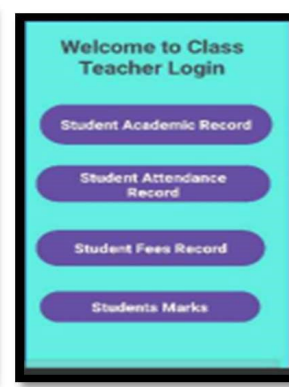 Welcome to Class
Teacher Login
Student Academic Record
Student Attendance
Record
Student Fees Record
Students Marks